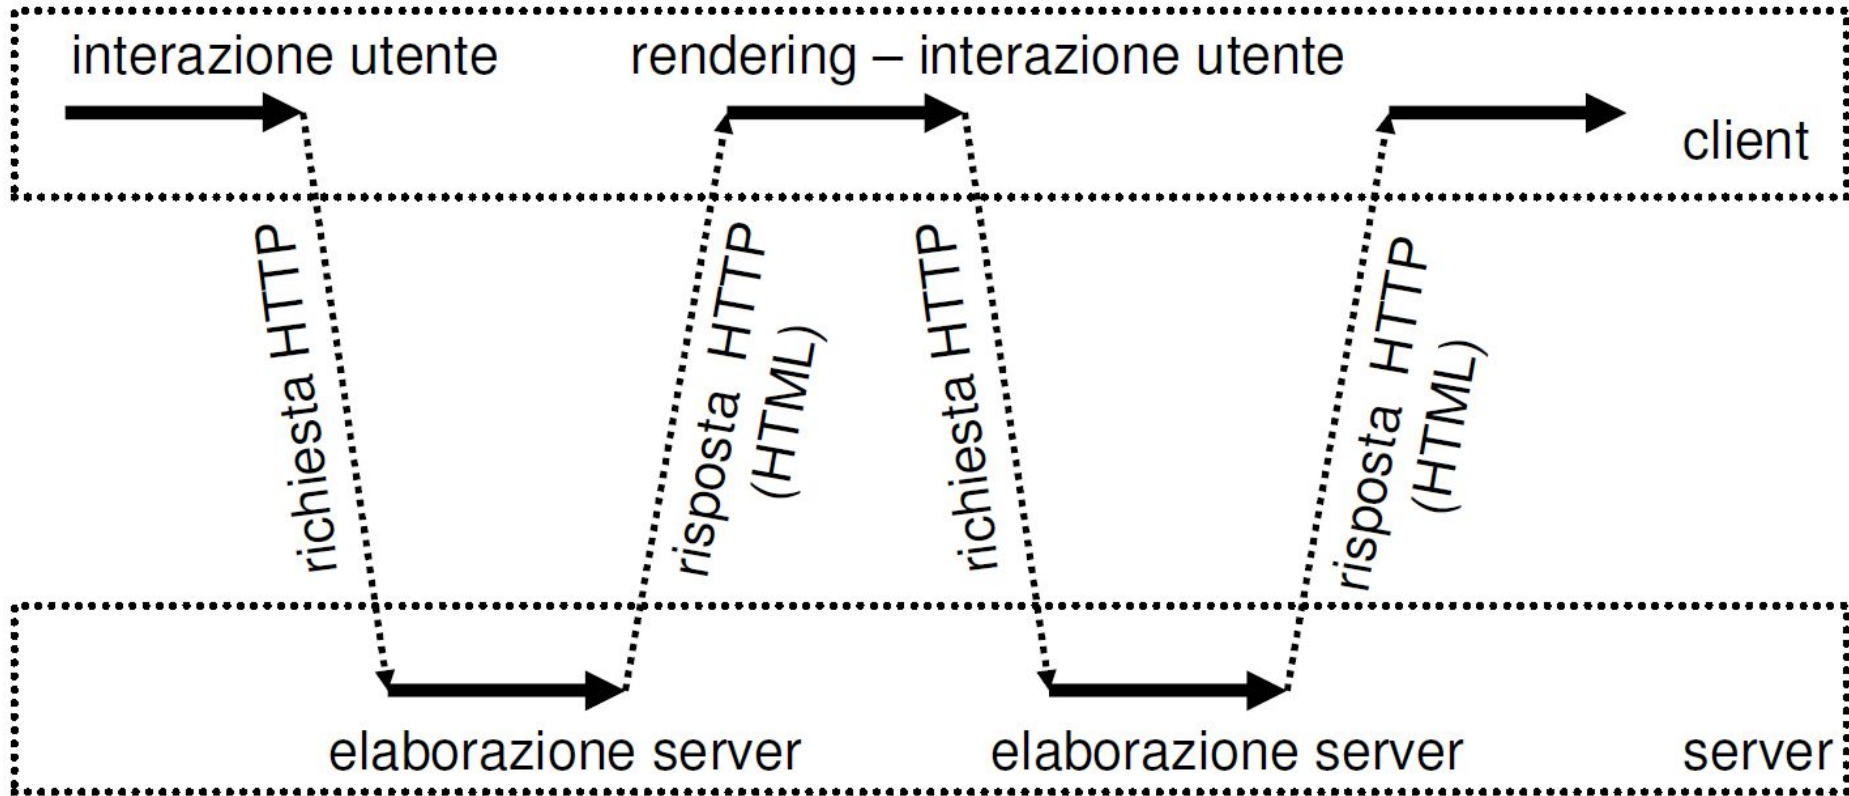 interazione utente
rendering – interazione utente
client
richiesta HTTP
risposta HTTP
(HTML)
richiesta HTTP
risposta HTTP
(HTML)
elaborazione server
elaborazione server
server